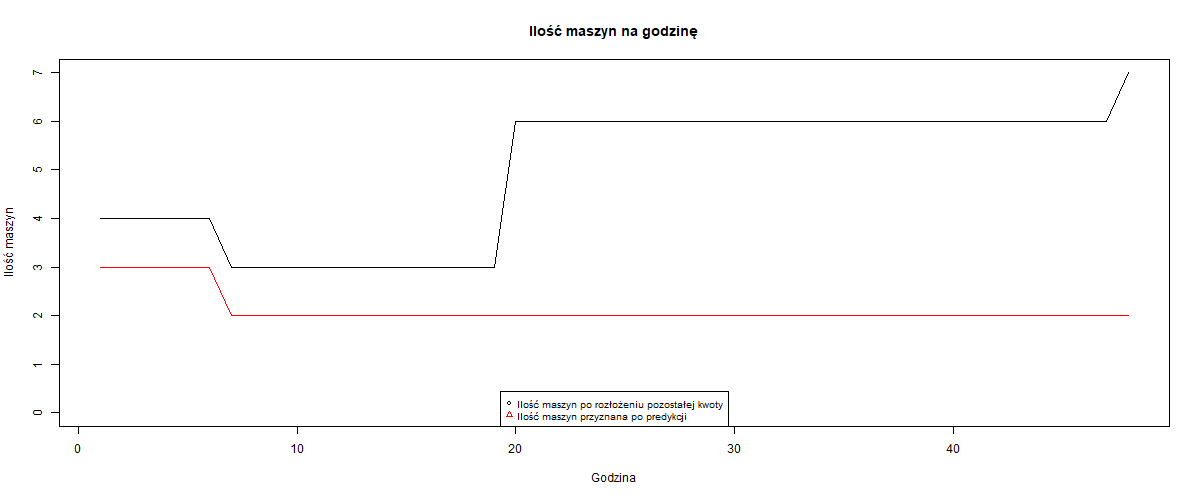 Ilość maszyn na godzinę
Ilość maszyn
7
6
5
4
3
2
1
0
Ilość maszyn po rozłożeniu pozostałej kwoty
Ilość maszyn przyznana po predykcji
0 10 20 30 40
Godzina